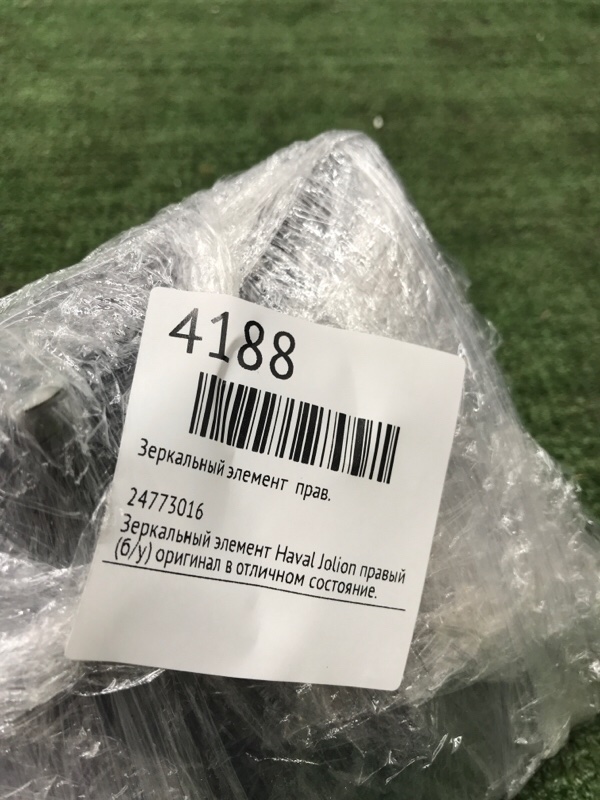 4188
Зеркальный элемент прав.
24773016
Зеркальный элемент Haval Jolion правый
(б/у) оригинал в отличном состояние.